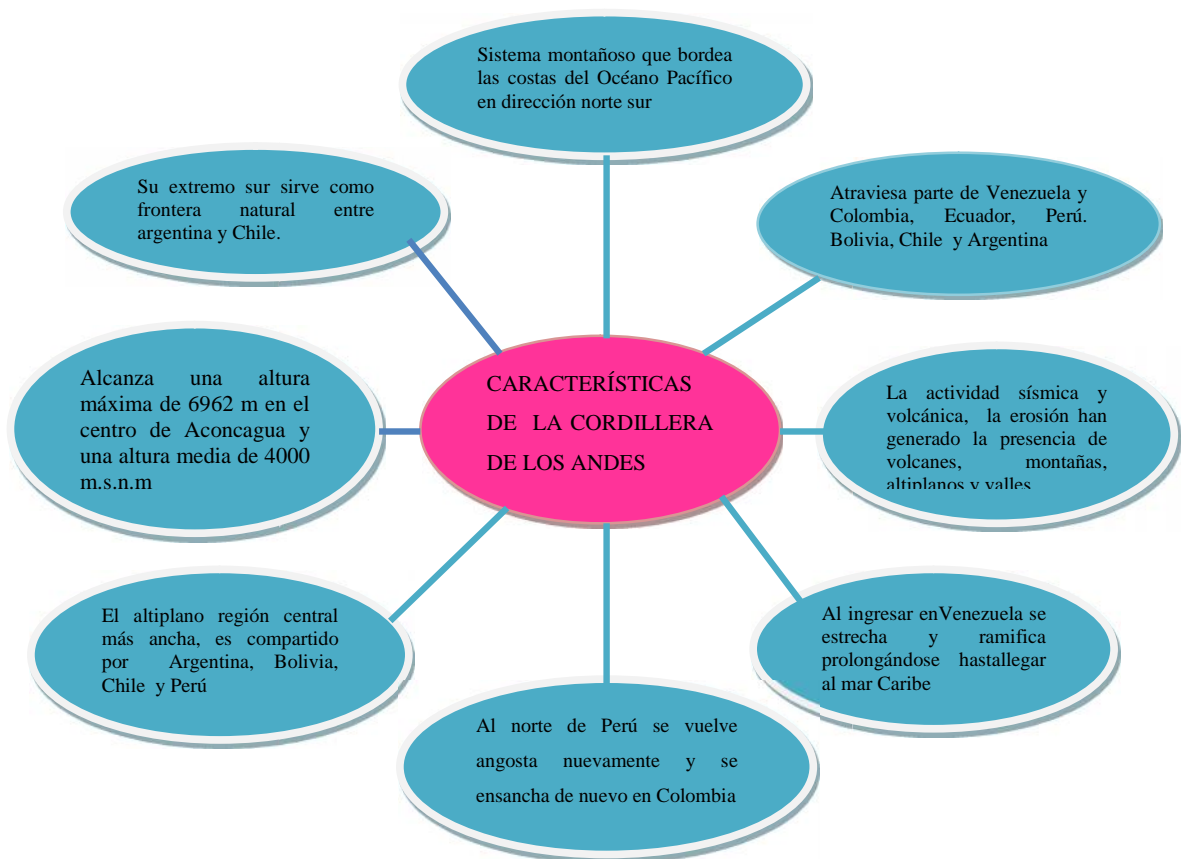 Sistema montañoso que bordea
las costas del Océano Pacífico
en dirección norte sur
Su extremo sur sirve como
frontera natural entre
argentina y Chile.
Atraviesa parte de Venezuela y
Colombia, Ecuador, Perú.
Bolivia, Chile y Argentina
Alcanza una altura
máxima de 6962 m en el
centro de Aconcagua y
una altura media de 4000
m.s.n.m
CARACTERÍSTICAS
DE LA CORDILLERA
DE LOS ANDES
La actividad sísmica y
volcánica, la erosión han
generado la presencia de
volcanes, montañas,
altiplanos y valles
El altiplano región central
más ancha, es compartido
por Argentina, Bolivia,
Chile y Perú
Al ingresar enVenezuela se
estrecha y ramifica
prolongándose hastallegar
al mar Caribe
Al norte de Perú se vuelve
angosta nuevamente y se
ensancha de nuevo en Colombia